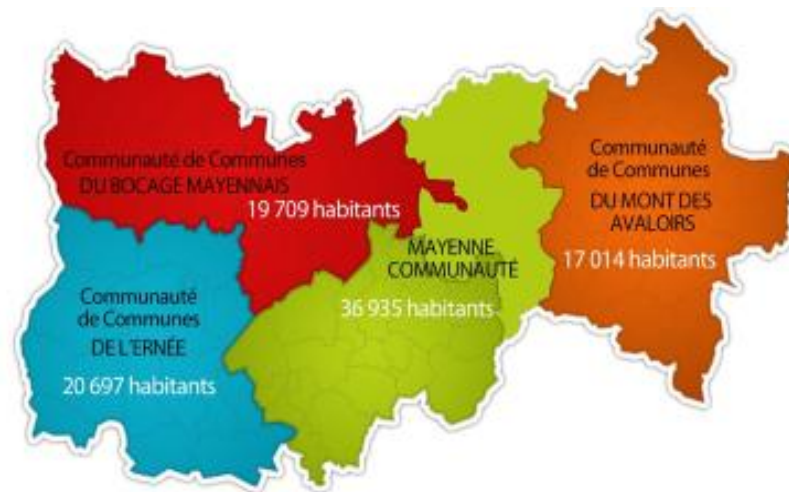 Communauté de Communes
DU BOCAGE MAYENNAIS
19 709 habitants
Communauté
de Communes
DU MONT DES
AVALOIRS
17 014 habitants
MAYENNE
COMMUNAUTÉ
36 935 habitants
Communauté
de Communes
DE L'ERNÉE
20 697 habitants